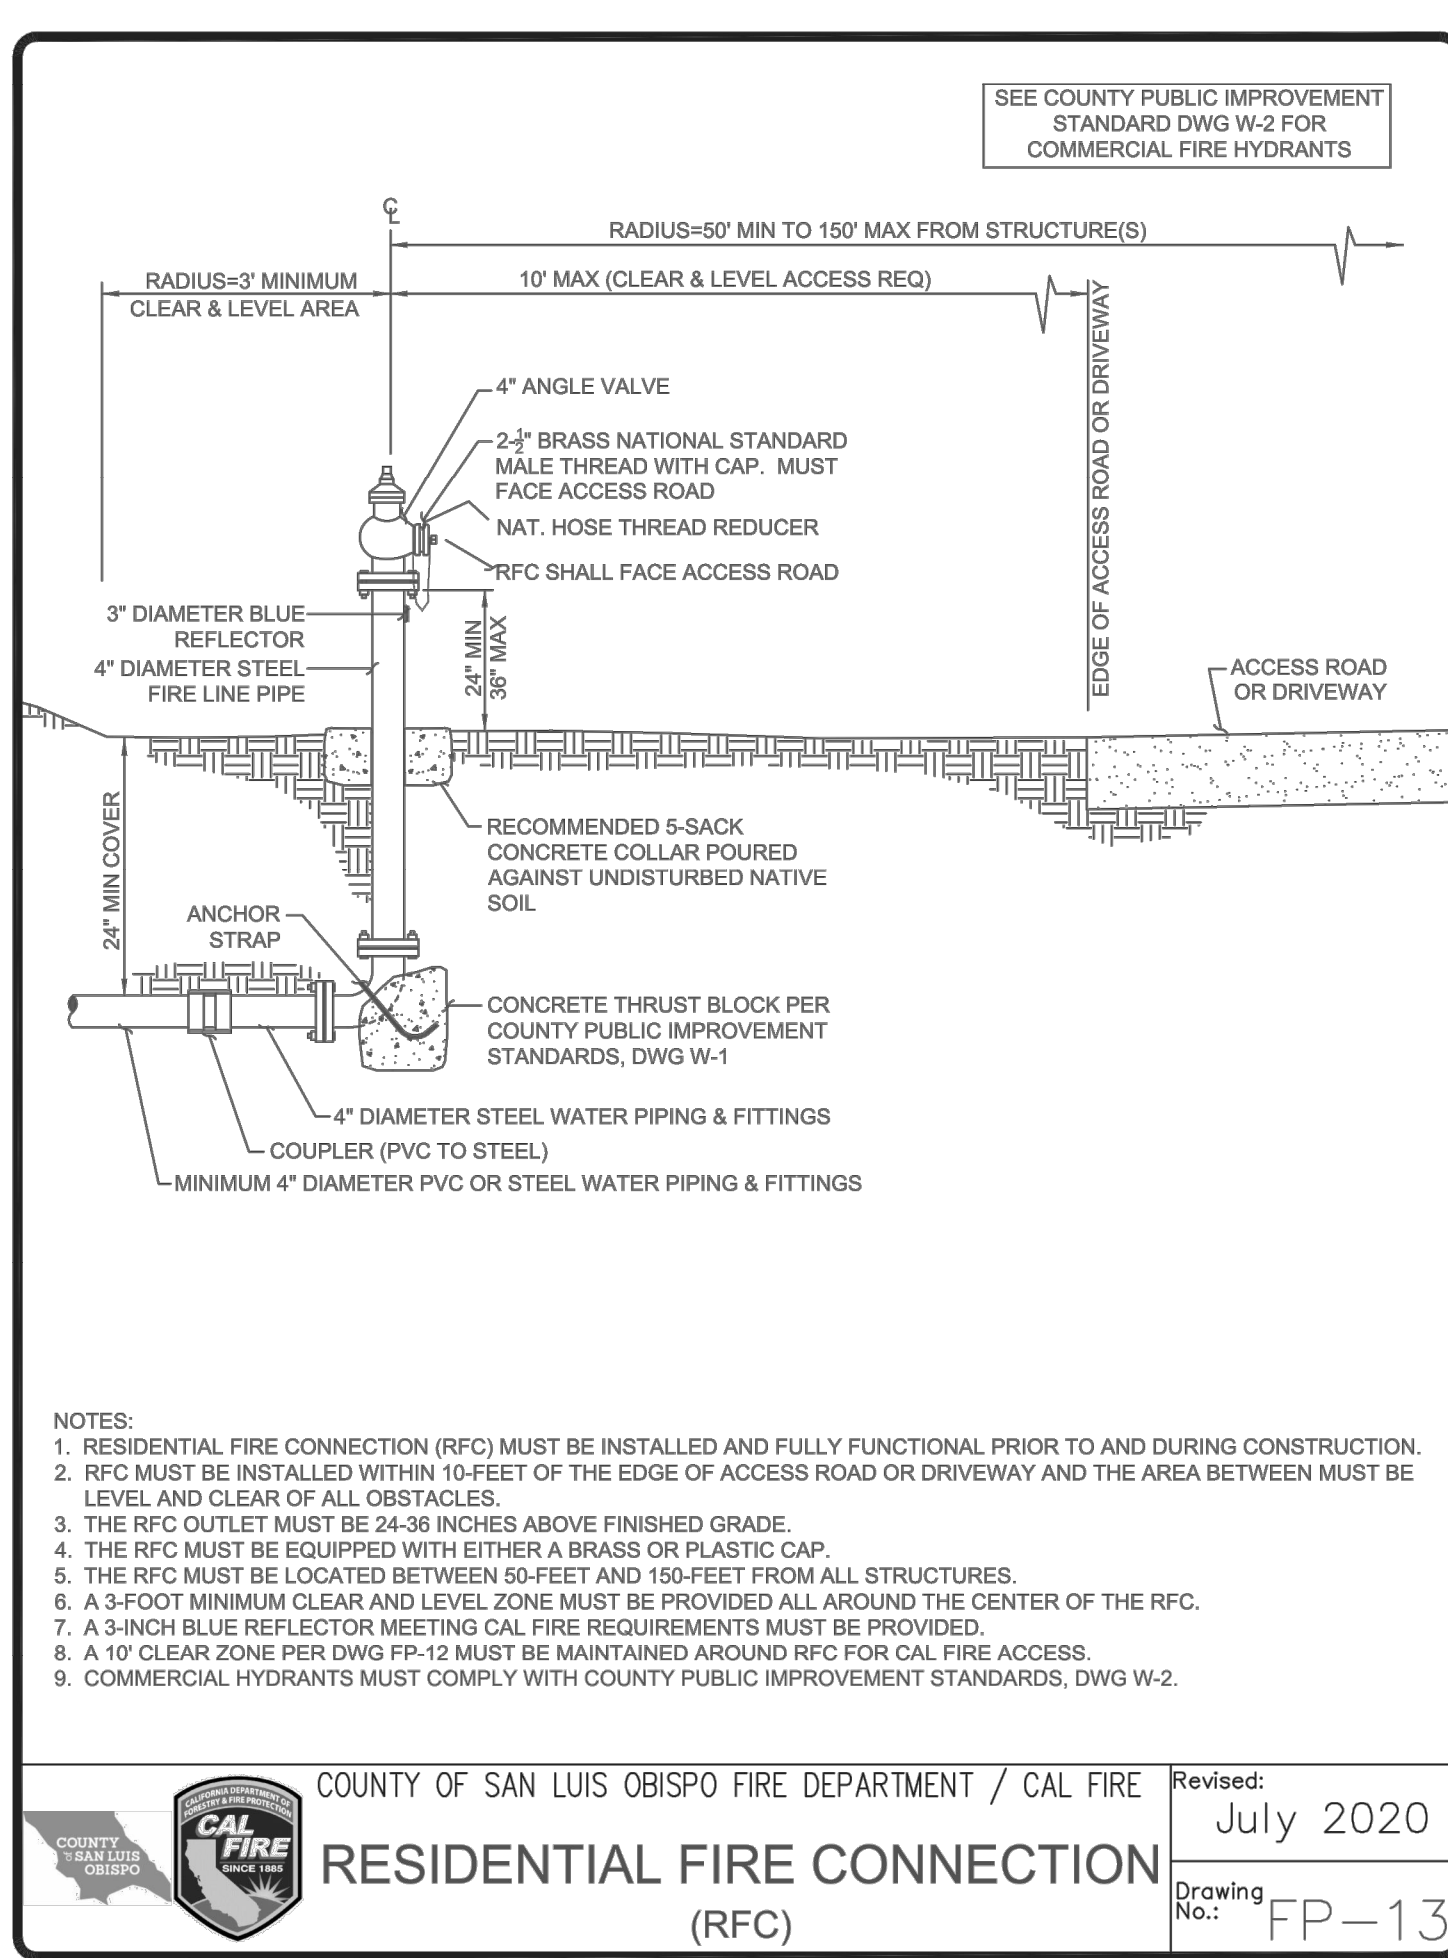 SEE COUNTY PUBLIC IMPROVEMENT
STANDARD DWG W-2 FOR
COMMERCIAL FIRE HYDRANTS
℄
RADIUS=50' MIN TO 150' MAX FROM STRUCTURE(S)
RADIUS=3' MINIMUM
CLEAR & LEVEL AREA
10' MAX (CLEAR & LEVEL ACCESS REQ)
EDGE OF ACCESS ROAD OR DRIVEWAY
4" ANGLE VALVE
2-½" BRASS NATIONAL STANDARD
MALE THREAD WITH CAP. MUST
FACE ACCESS ROAD
NAT. HOSE THREAD REDUCER
RFC SHALL FACE ACCESS ROAD
3" DIAMETER BLUE
REFLECTOR
4" DIAMETER STEEL
FIRE LINE PIPE
24" MIN
36" MAX
ACCESS ROAD
OR DRIVEWAY
24" MIN COVER
RECOMMENDED 5-SACK
CONCRETE COLLAR POURED
AGAINST UNDISTURBED NATIVE
SOIL
ANCHOR
STRAP
CONCRETE THRUST BLOCK PER
COUNTY PUBLIC IMPROVEMENT
STANDARDS, DWG W-1
4" DIAMETER STEEL WATER PIPING & FITTINGS
COUPLER (PVC TO STEEL)
MINIMUM 4" DIAMETER PVC OR STEEL WATER PIPING & FITTINGS
NOTES:
1. RESIDENTIAL FIRE CONNECTION (RFC) MUST BE INSTALLED AND FULLY FUNCTIONAL PRIOR TO AND DURING CONSTRUCTION.
2. RFC MUST BE INSTALLED WITHIN 10-FEET OF THE EDGE OF ACCESS ROAD OR DRIVEWAY AND THE AREA BETWEEN MUST BE
LEVEL AND CLEAR OF ALL OBSTACLES.
3. THE RFC OUTLET MUST BE 24-36 INCHES ABOVE FINISHED GRADE.
4. THE RFC MUST BE EQUIPPED WITH EITHER A BRASS OR PLASTIC CAP.
5. THE RFC MUST BE LOCATED BETWEEN 50-FEET AND 150-FEET FROM ALL STRUCTURES.
6. A 3-FOOT MINIMUM CLEAR AND LEVEL ZONE MUST BE PROVIDED ALL AROUND THE CENTER OF THE RFC.
7. A 3-INCH BLUE REFLECTOR MEETING CAL FIRE REQUIREMENTS MUST BE PROVIDED.
8. A 10' CLEAR ZONE PER DWG FP-12 MUST BE MAINTAINED AROUND RFC FOR CAL FIRE ACCESS.
9. COMMERCIAL HYDRANTS MUST COMPLY WITH COUNTY PUBLIC IMPROVEMENT STANDARDS, DWG W-2.
COUNTY
OF SAN LUIS
OBISPO
CALIFORNIA DEPARTMENT OF
FORESTRY & FIRE PROTECTION
CAL
FIRE
SINCE 1885
COUNTY OF SAN LUIS OBISPO FIRE DEPARTMENT / CAL FIRE
RESIDENTIAL FIRE CONNECTION
(RFC)
Revised:
July 2020
Drawing
No.:
FP-13